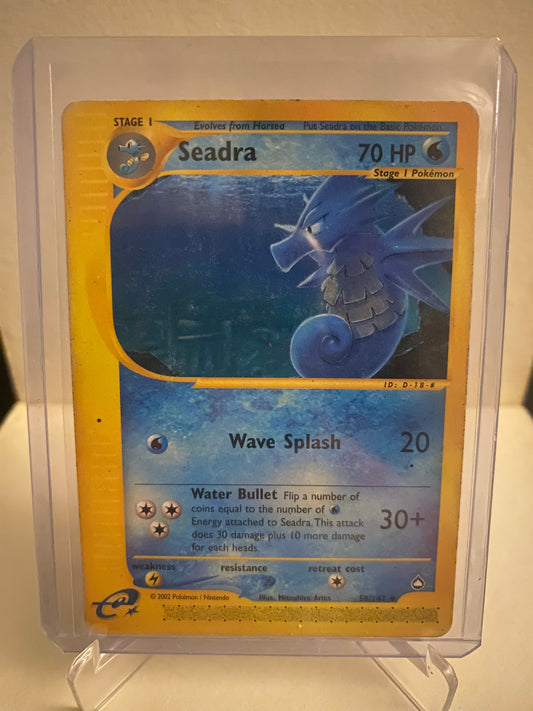 STAGE 1
Evolves from Horsea Put Seadra on the Basic Pokémon
Seadra 70 HP
Stage 1 Pokémon
ID: D-18-#
Wave Splash 20
Water Bullet Flip a number of
coins equal to the number of
Energy attached to Seadra. This attack
does 30 damage plus 10 more damage
for each heads.
30+
weakness resistance retreat cost
© 2002 Pokémon / Nintendo Illus. Mitsuhiro Arita 58/147
e